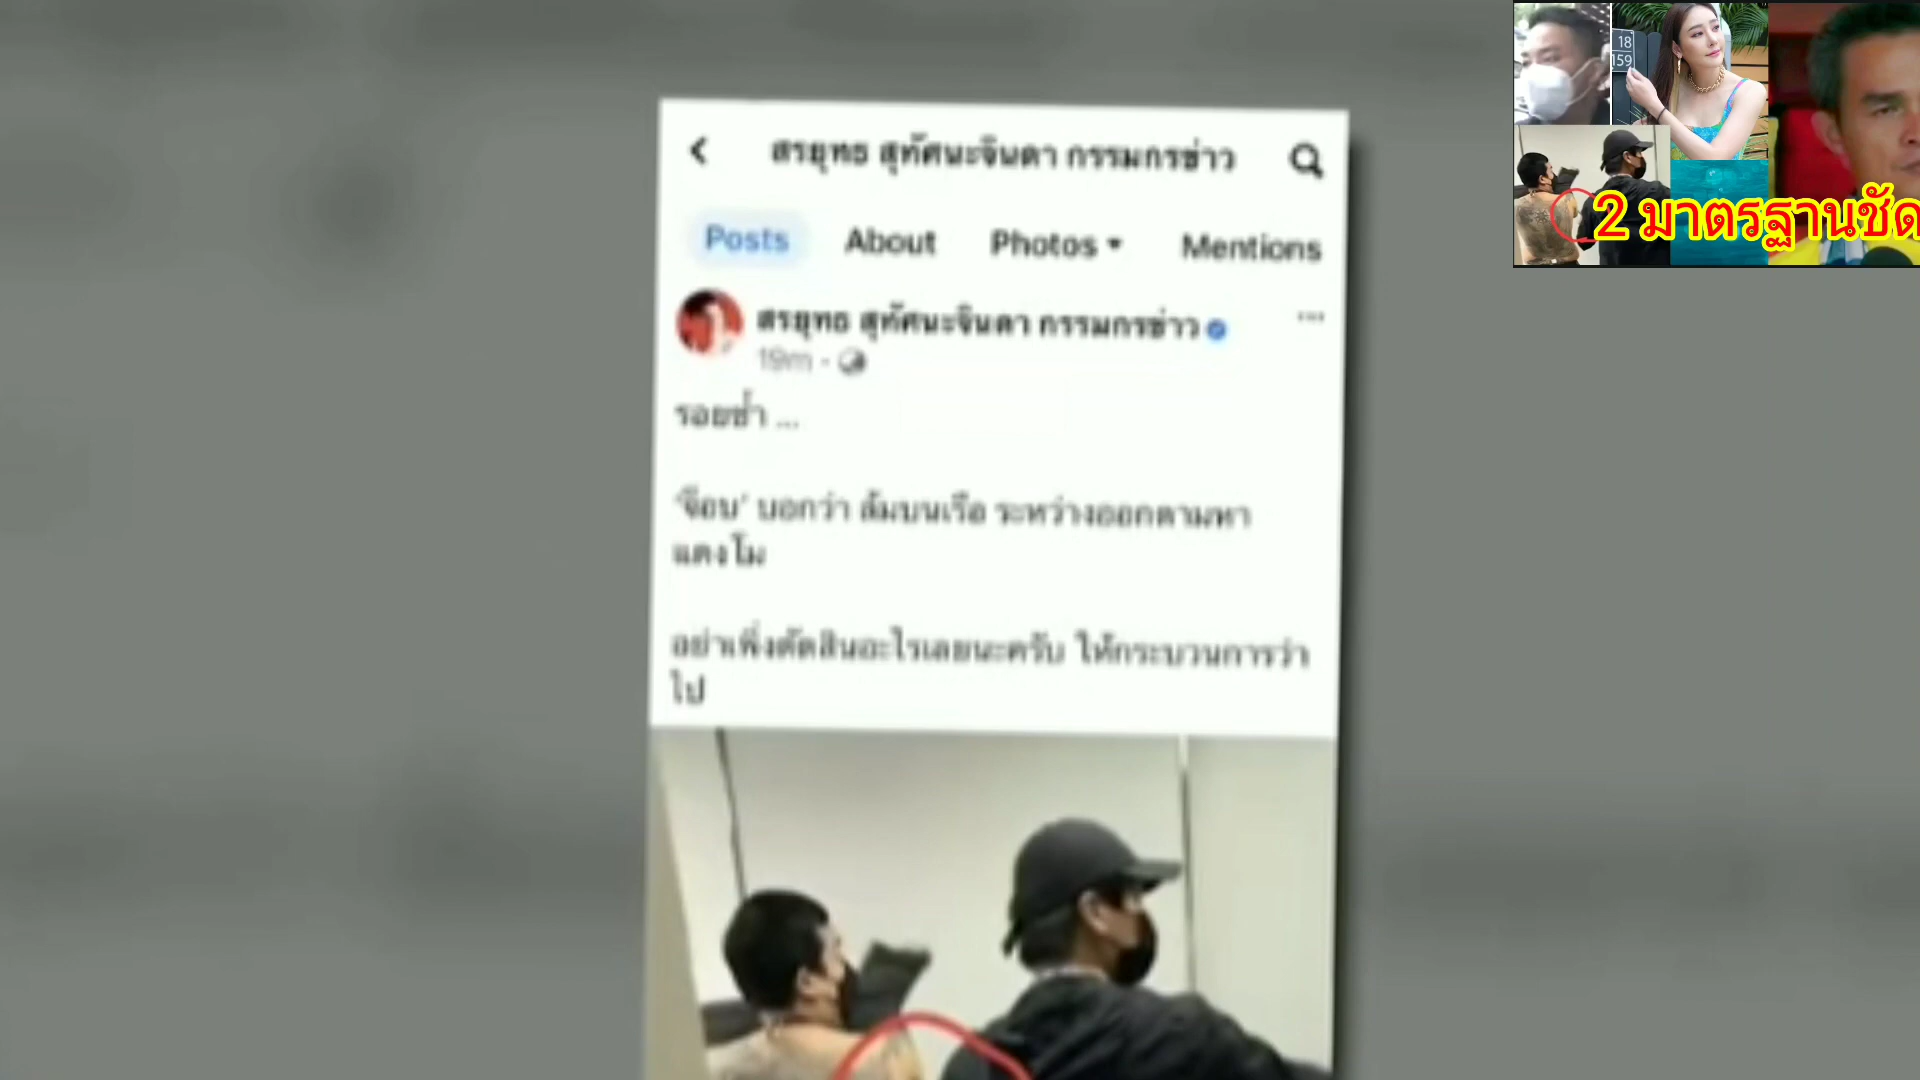 สรยุทธ สุทัศนะจินดา กรรมกรข่าว
Posts About Photos Mentions
สรยุทธ สุทัศนะจินดา กรรมกรข่าว
19m
รอยช้ำ ...
'จ๊อบ' บอกว่า ล้มบนเรือ ระหว่างออกตามหา
แตงโม
อย่าเพิ่งตัดสินอะไรเลยนะครับ ให้กระบวนการว่า
ไป
18
159
2 มาตรฐานชัด